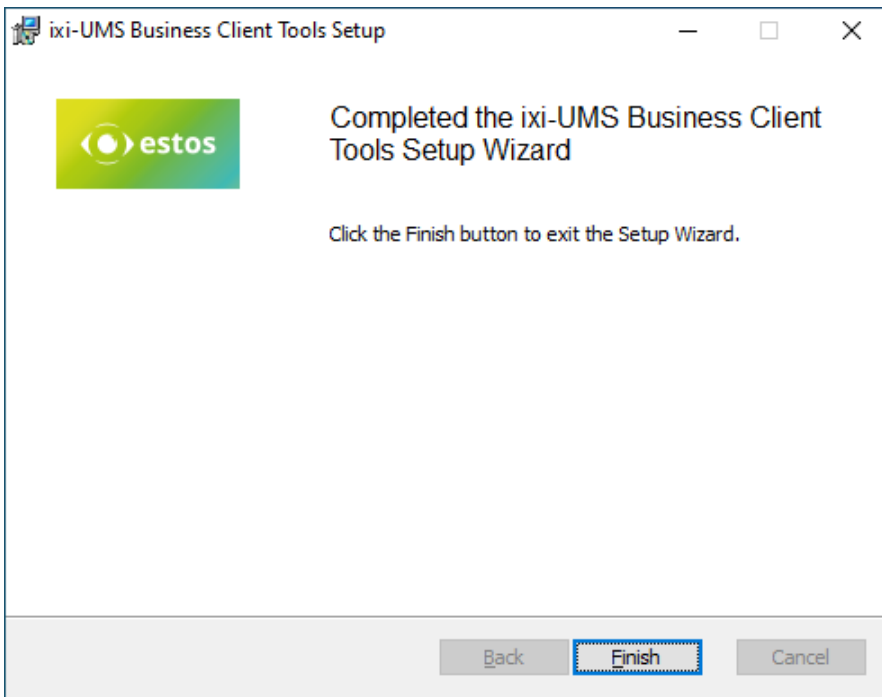 ixi-UMS Business Client Tools Setup
estos
Completed the ixi-UMS Business Client
Tools Setup Wizard
Click the Finish button to exit the Setup Wizard.
Back Finish Cancel